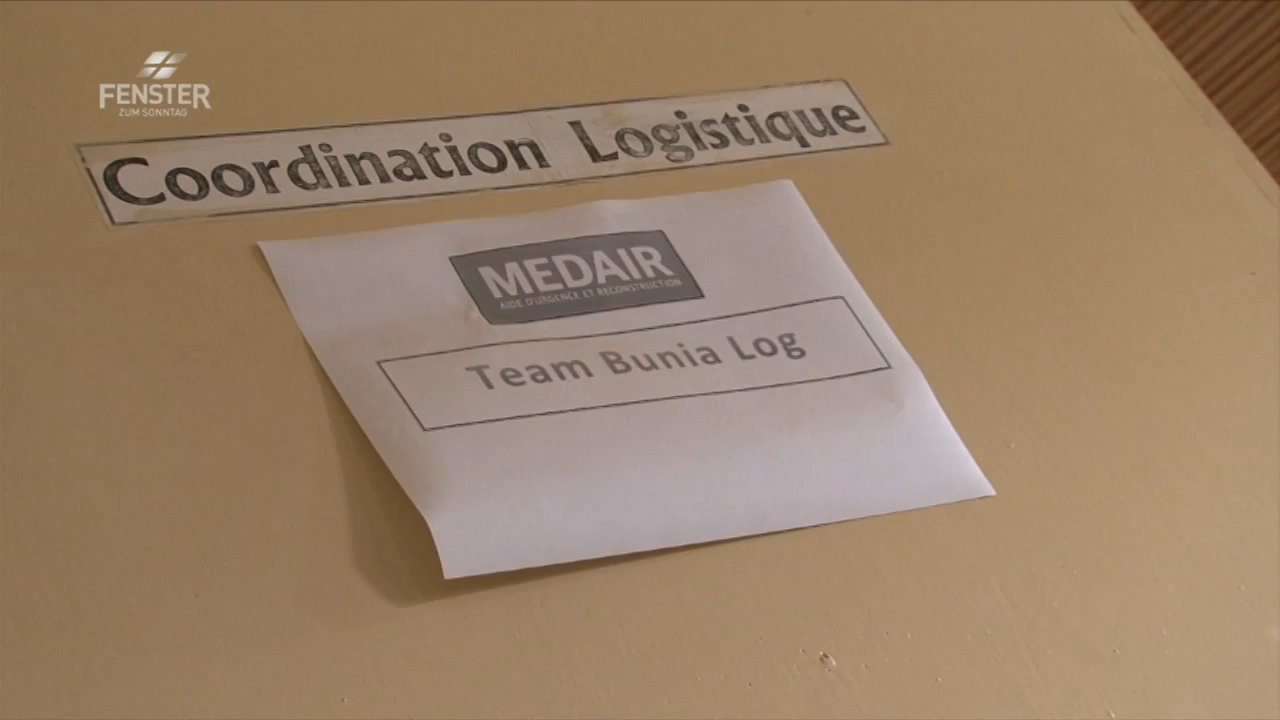 FENSTER
ZUM SONNTAG
Coordination Logistique
MEDAIR
AIDE D'URGENCE ET RECONSTRUCTION
Team Bunia Log